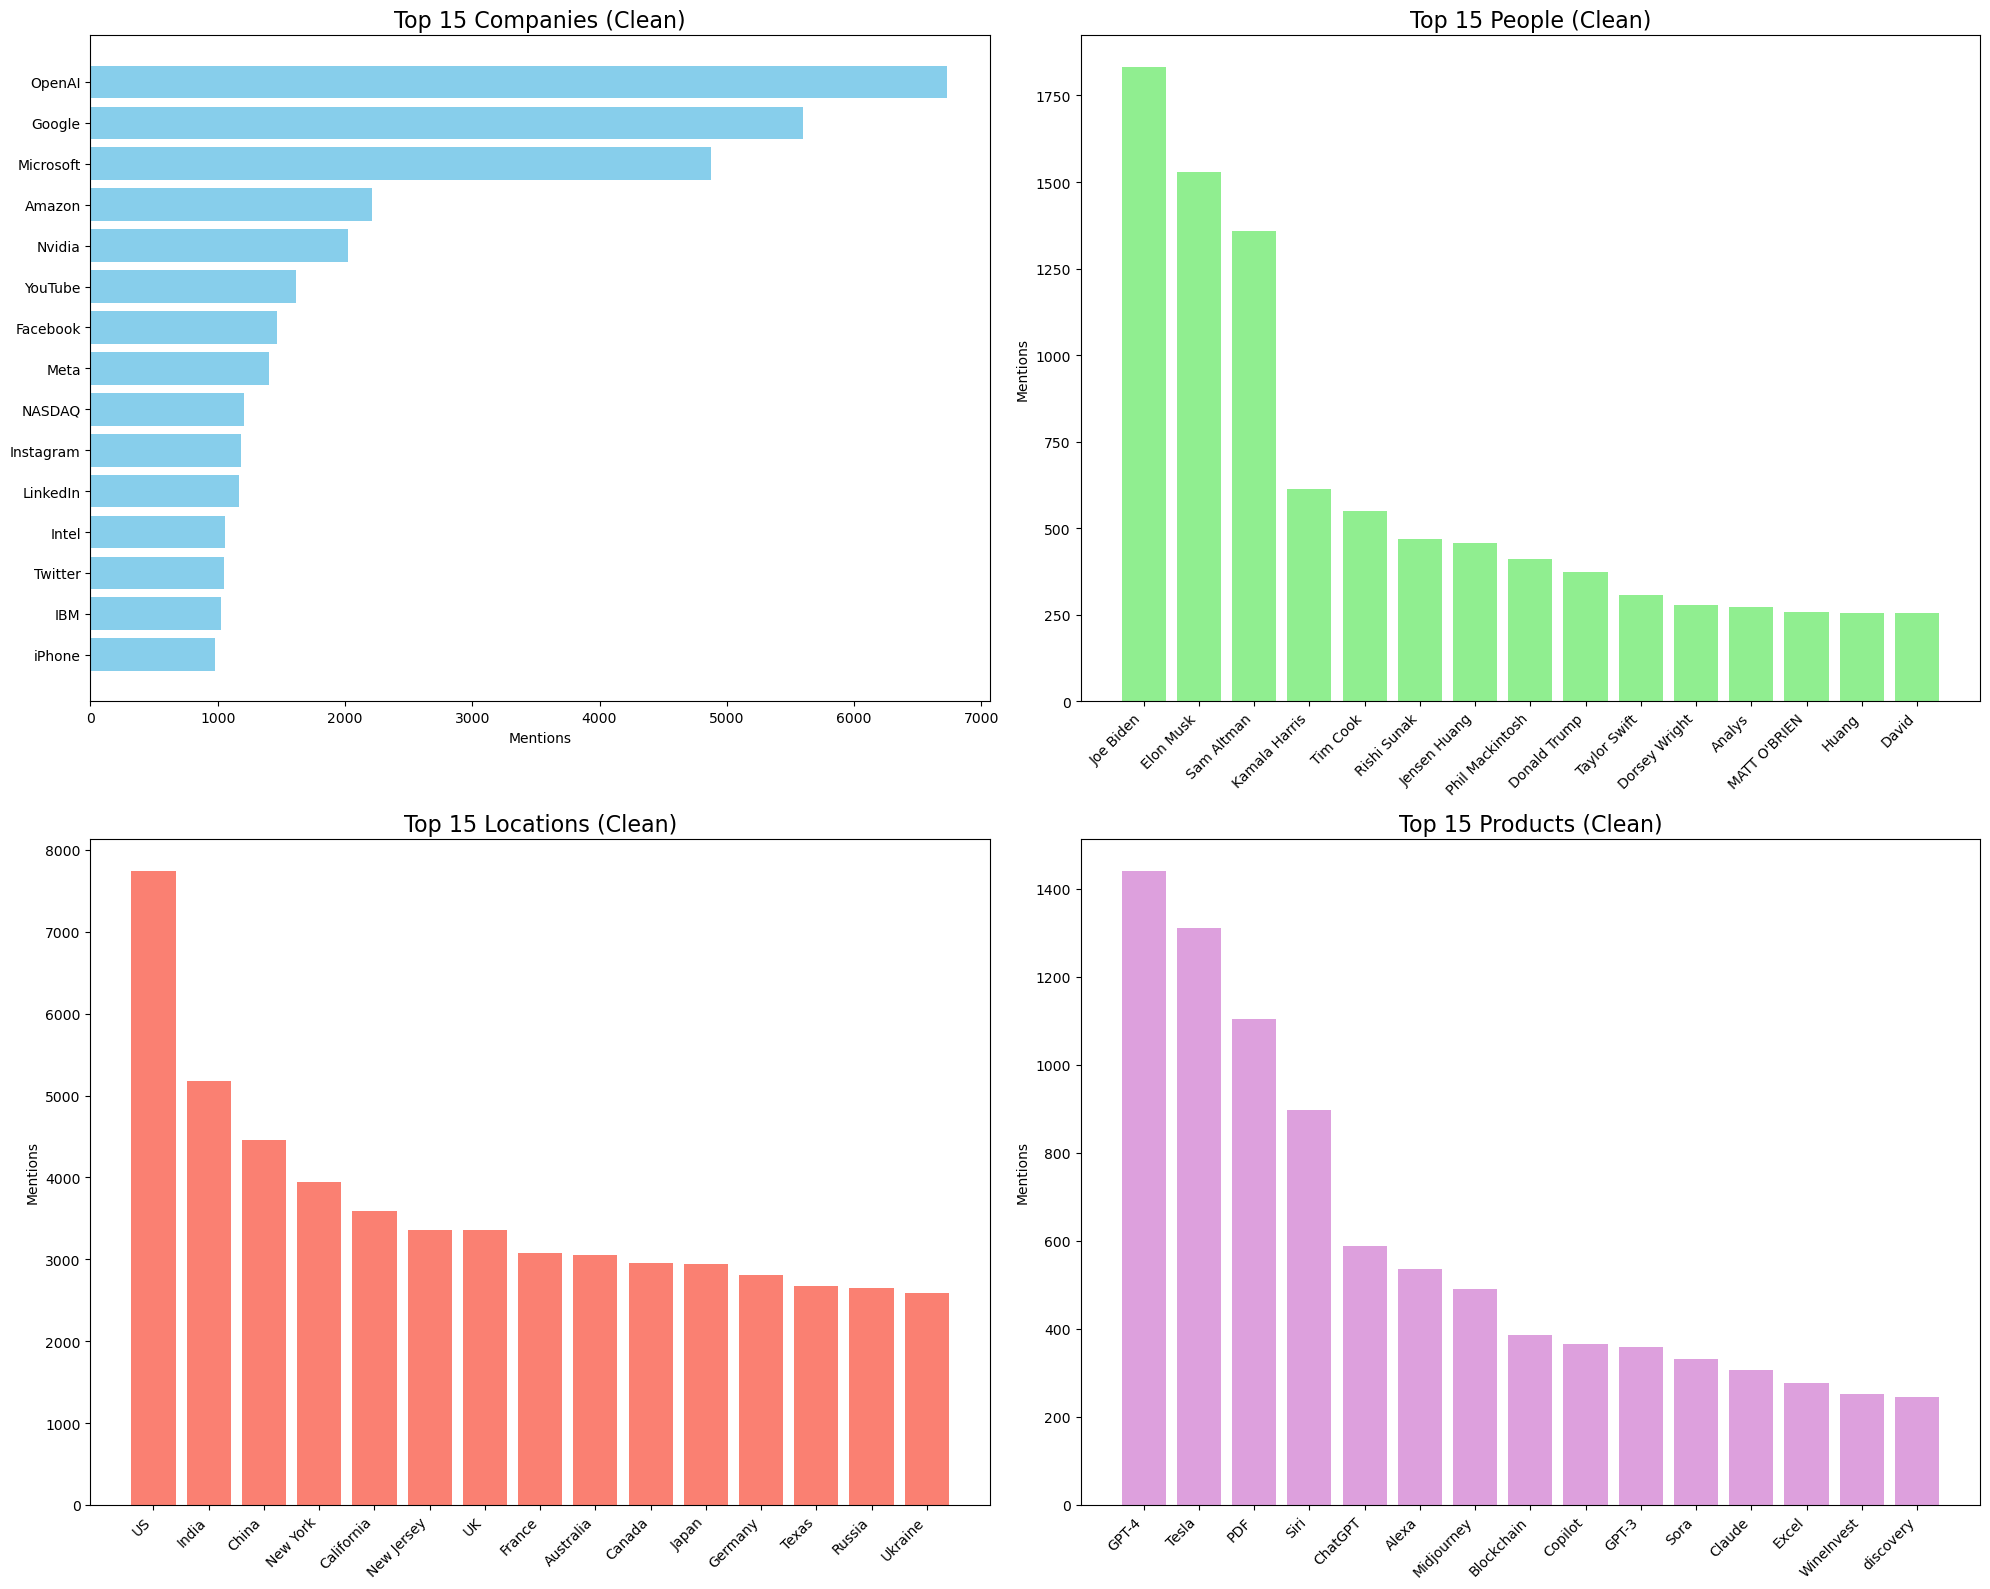 Top 15 Companies (Clean)
OpenAI
Google
Microsoft
Amazon
Nvidia
YouTube
Facebook
Meta
NASDAQ
Instagram
LinkedIn
Intel
Twitter
IBM
iPhone
0 1000 2000 3000 4000 5000 6000 7000
Mentions
Top 15 People (Clean)
Mentions
1750
1500
1250
1000
750
500
250
0
Joe Biden
Elon Musk
Sam Altman
Kamala Harris
Tim Cook
Rishi Sunak
Jensen Huang
Phil Mackintosh
Donald Trump
Taylor Swift
Dorsey Wright
Analys
MATT O'BRIEN
Huang
David
Top 15 Locations (Clean)
Mentions
8000
7000
6000
5000
4000
3000
2000
1000
0
US
India
China
New York
California
New Jersey
UK
France
Australia
Canada
Japan
Germany
Texas
Russia
Ukraine
Top 15 Products (Clean)
Mentions
1400
1200
1000
800
600
400
200
0
GPT-4
Tesla
PDF
Siri
ChatGPT
Alexa
Midjourney
Blockchain
Copilot
GPT-3
Sora
Claude
Excel
WineInvest
discovery